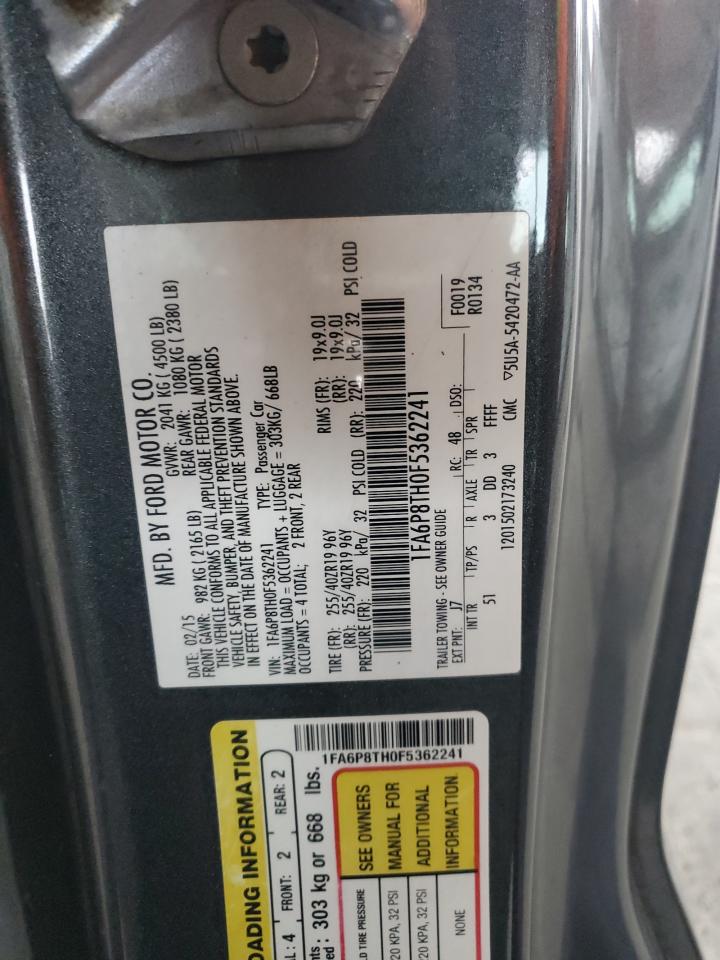 MFD. BY FORD MOTOR CO.
DATE: 02/15 GVWR: 2041 KG ( 4500 LB)
FRONT GAWR: 982 KG ( 2165 LB) REAR GAWR: 1080 KG ( 2380 LB)
THIS VEHICLE CONFORMS TO ALL APPLICABLE FEDERAL MOTOR
VEHICLE SAFETY, BUMPER, AND THEFT PREVENTION STANDARDS
IN EFFECT ON THE DATE OF MANUFACTURE SHOWN ABOVE.
VIN: 1FA6P8TH0F5362241 TYPE: Passenger Car
MAXIMUM LOAD = OCCUPANTS + LUGGAGE = 303KG/ 668LB
OCCUPANTS = 4 TOTAL; 2 FRONT, 2 REAR
TIRE (FR): 255/40ZR19 96Y RIMS (FR): 19x9.0J
(RR): 255/40ZR19 96Y (RR): 19x9.0J
PRESSURE (FR): 220 kPa/ 32 PSI COLD (RR): 220 kPa/ 32 PSI COLD
1FA6P8TH0F5362241
TRAILER TOWING - SEE OWNER GUIDE
F0019
R0134
EXT PNT: J7 RC: 48 DSO:
INT TR TP/PS R AXLE TR SPR
51 3 DD 3 FFFF
1201502173240 CMC ▽5U5A-5420472-AA
1FA6P8TH0F5362241
OADING INFORMATION
AL: 4 FRONT: 2 REAR: 2
nts : 303 kg or 668 lbs.
LD TIRE PRESSURE SEE OWNERS
220 KPA, 32 PSI MANUAL FOR
220 KPA, 32 PSI ADDITIONAL
NONE INFORMATION